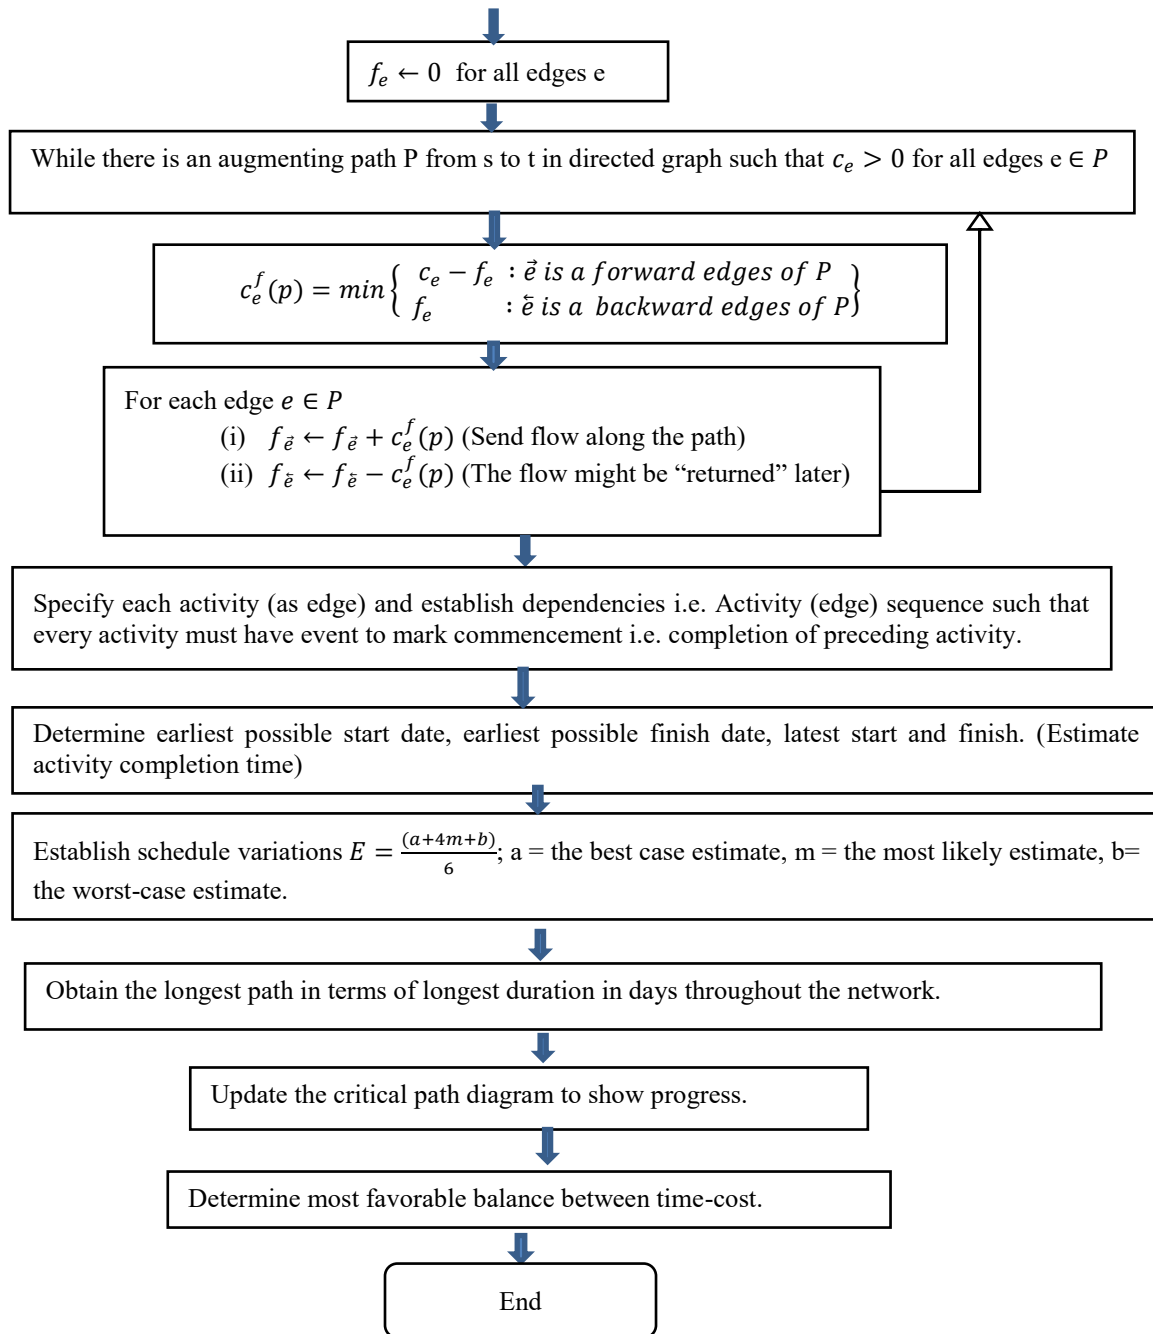 f_e ← 0 for all edges e
While there is an augmenting path P from s to t in directed graph such that c_e > 0 for all edges e ∈ P
c_e^f(p) = min { c_e − f_e : e⃗ is a forward edges of P
f_e : e⃖ is a backward edges of P }
For each edge e ∈ P
(i) f_e⃗ ← f_e⃗ + c_e^f(p) (Send flow along the path)
(ii) f_e⃖ ← f_e⃖ − c_e^f(p) (The flow might be “returned” later)
Specify each activity (as edge) and establish dependencies i.e. Activity (edge) sequence such that
every activity must have event to mark commencement i.e. completion of preceding activity.
Determine earliest possible start date, earliest possible finish date, latest start and finish. (Estimate
activity completion time)
Establish schedule variations E = (a+4m+b)/6; a = the best case estimate, m = the most likely estimate, b=
the worst-case estimate.
Obtain the longest path in terms of longest duration in days throughout the network.
Update the critical path diagram to show progress.
Determine most favorable balance between time-cost.
End